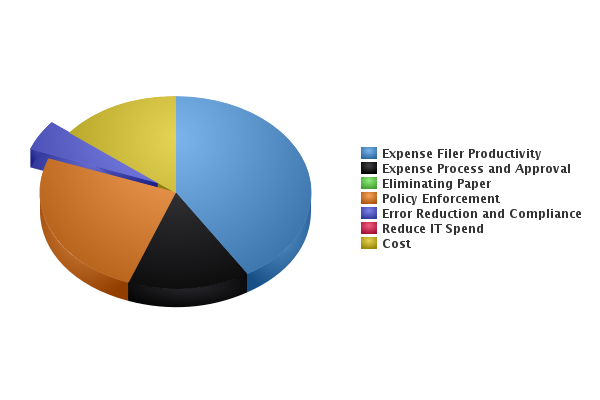 Expense Filer Productivity
Expense Process and Approval
Eliminating Paper
Policy Enforcement
Error Reduction and Compliance
Reduce IT Spend
Cost